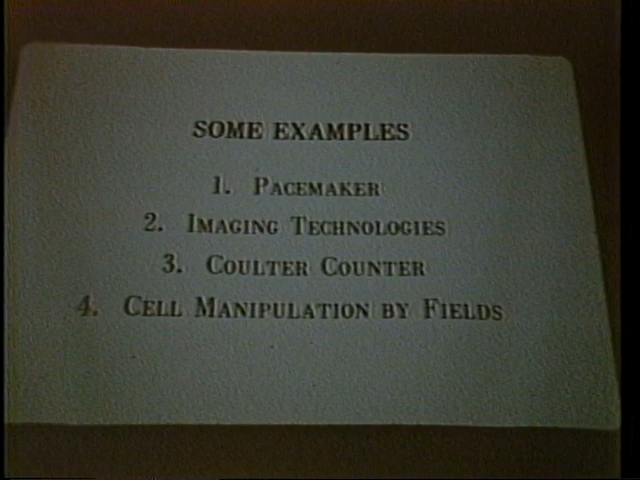 SOME EXAMPLES
1. PACEMAKER
2. IMAGING TECHNOLOGIES
3. COULTER COUNTER
4. CELL MANIPULATION BY FIELDS